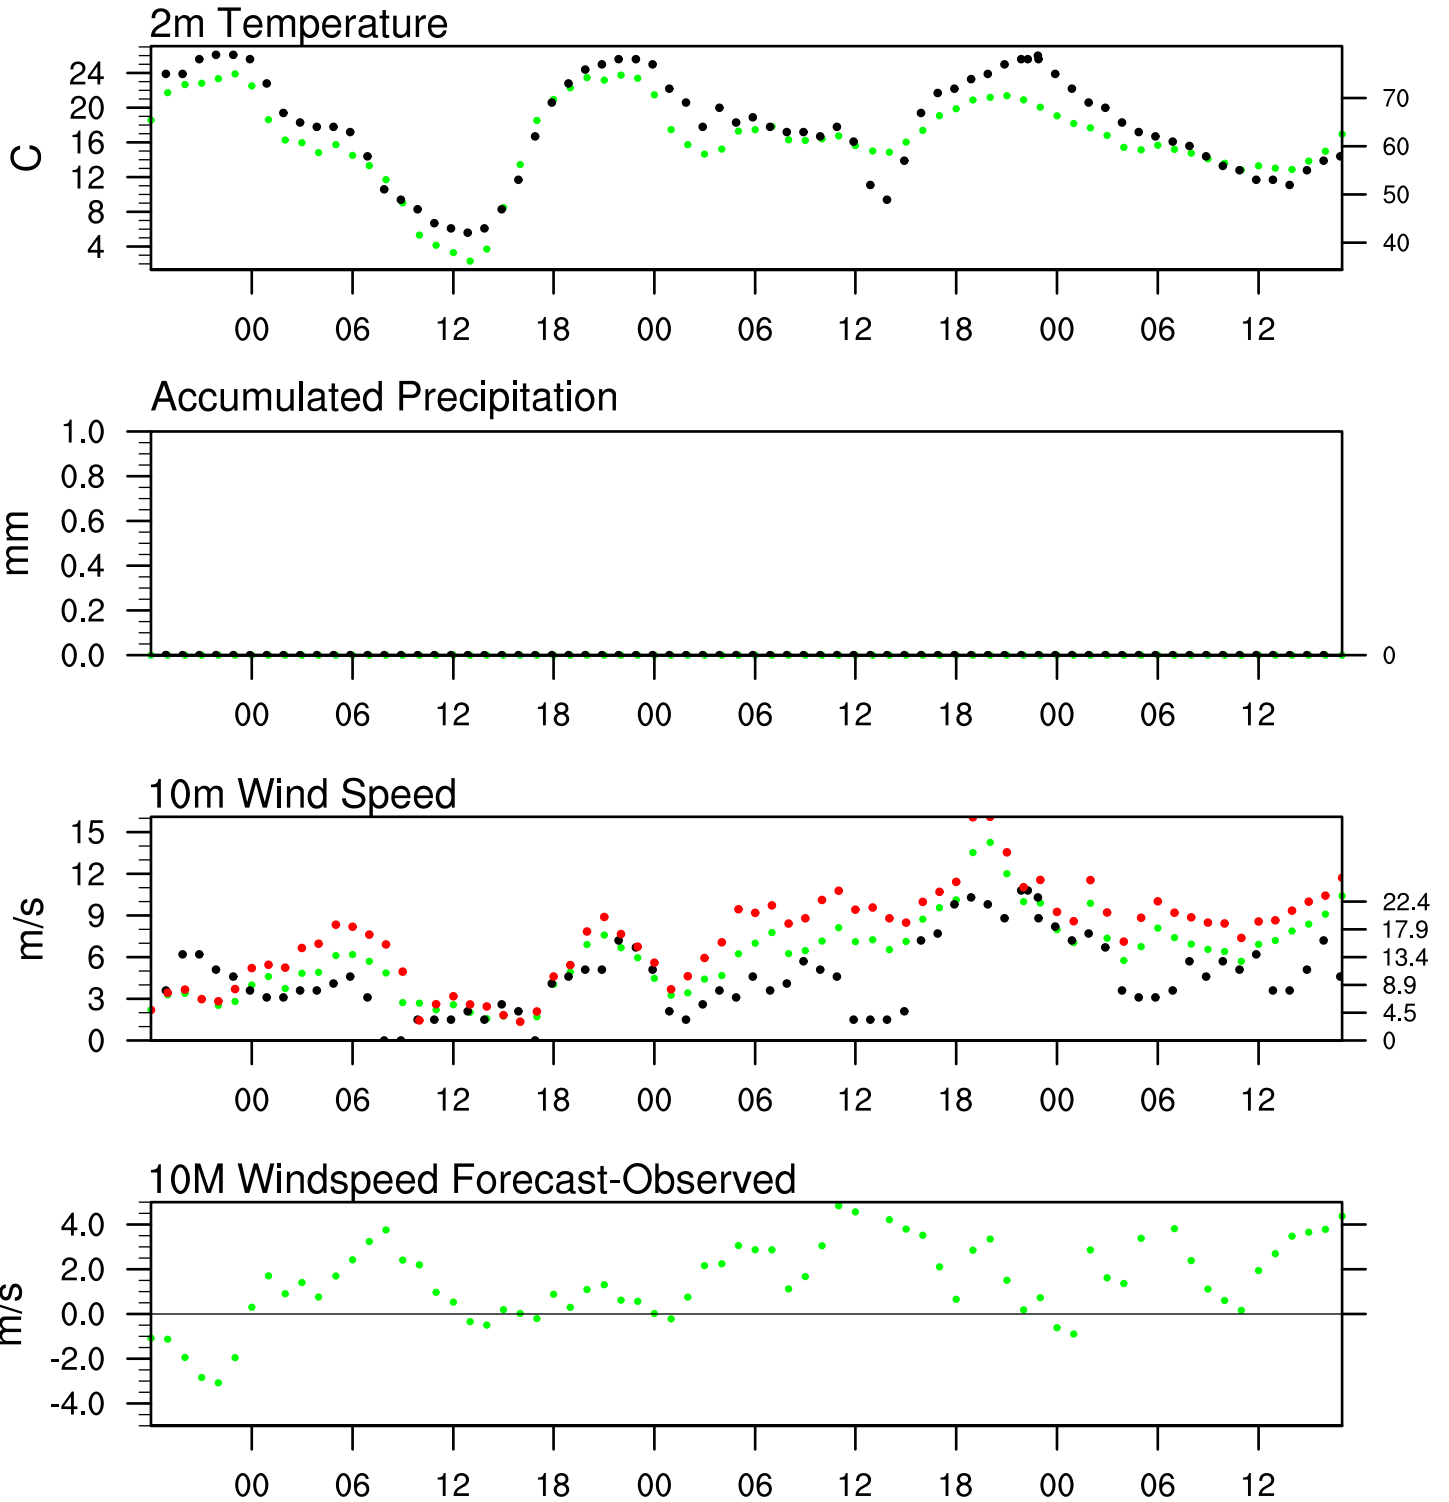 2m Temperature
24
20
16
12
8
4
C
70
60
50
40
00 06 12 18 00 06 12 18 00 06 12
Accumulated Precipitation
1.0
0.8
0.6
0.4
0.2
0.0
mm
0
00 06 12 18 00 06 12 18 00 06 12
10m Wind Speed
15
12
9
6
3
0
m/s
22.4
17.9
13.4
8.9
4.5
0
00 06 12 18 00 06 12 18 00 06 12
10M Windspeed Forecast-Observed
4.0
2.0
0.0
-2.0
-4.0
m/s
00 06 12 18 00 06 12 18 00 06 12